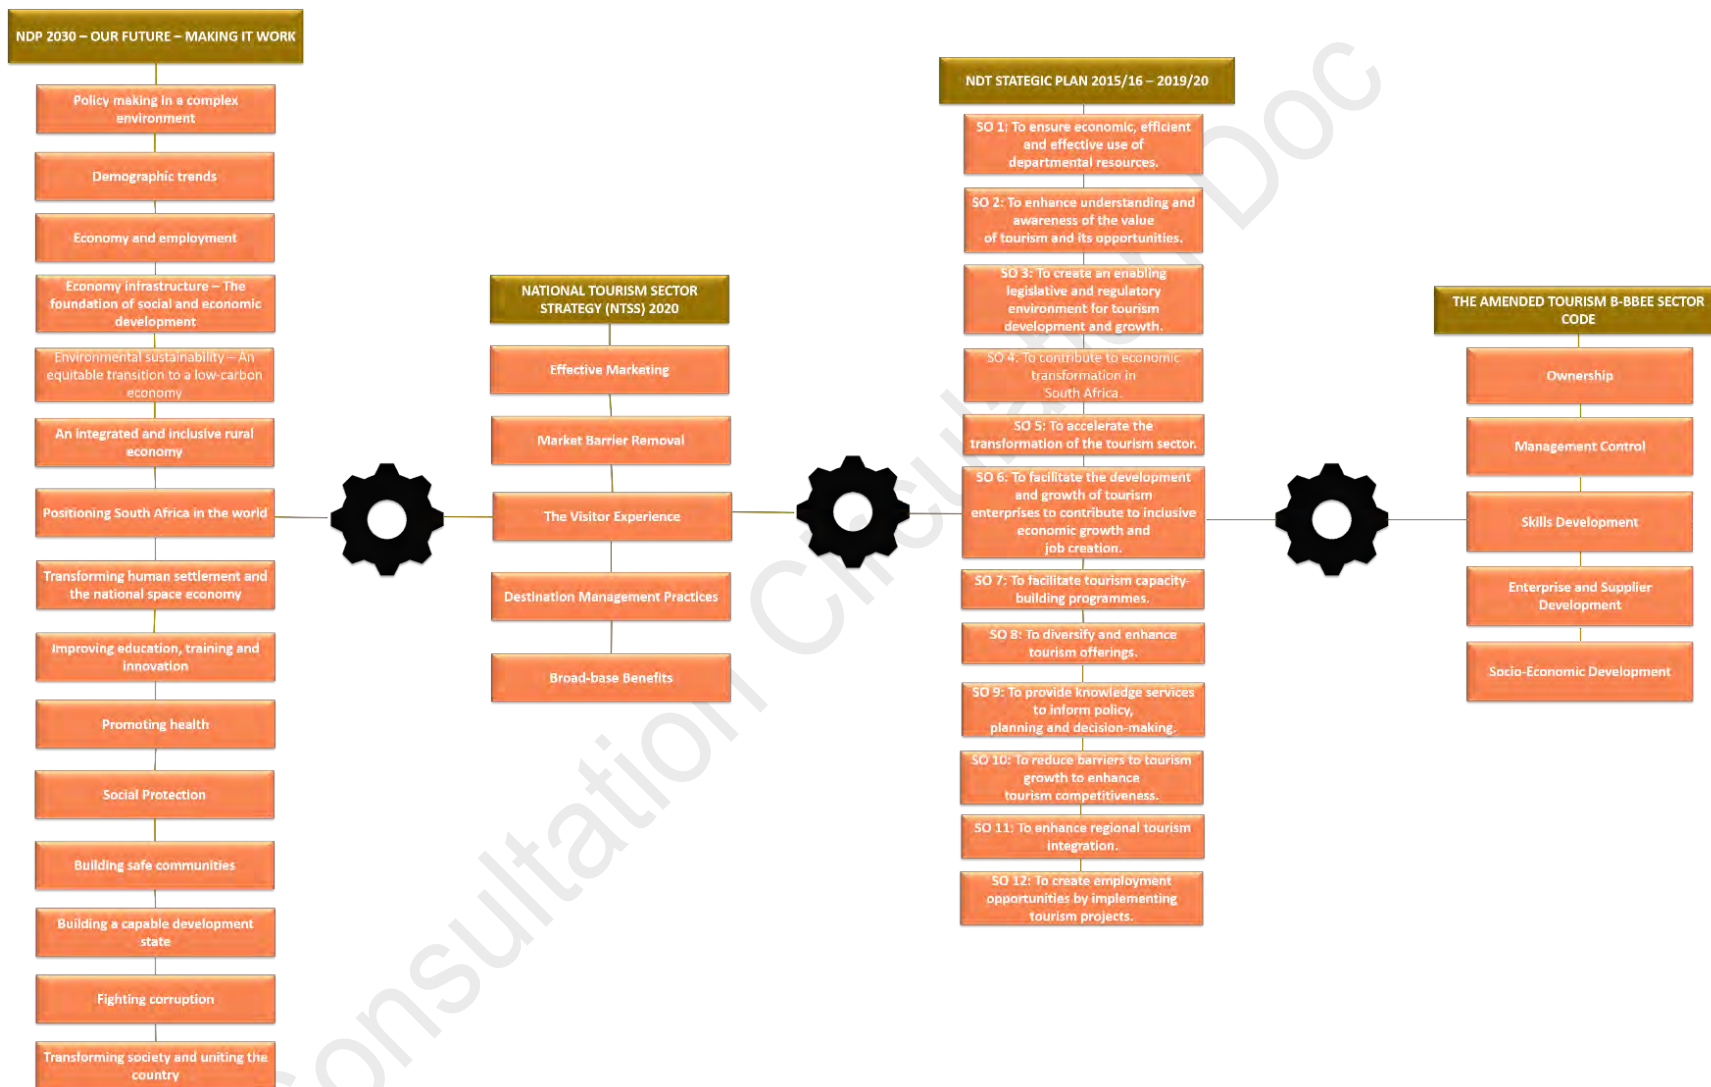 NDP 2030 – OUR FUTURE – MAKING IT WORK
Policy making in a complex
environment
Demographic trends
Economy and employment
Economy infrastructure – The
foundation of social and economic
development
Environmental sustainability – An
equitable transition to a low-carbon
economy
An integrated and inclusive rural
economy
Positioning South Africa in the world
Transforming human settlement and
the national space economy
Improving education, training and
innovation
Promoting health
Social Protection
Building safe communities
Building a capable development
state
Fighting corruption
Transforming society and uniting the
country
NATIONAL TOURISM SECTOR
STRATEGY (NTSS) 2020
Effective Marketing
Market Barrier Removal
The Visitor Experience
Destination Management Practices
Broad-base Benefits
NDT STATEGIC PLAN 2015/16 – 2019/20
SO 1: To ensure economic, efficient
and effective use of
departmental resources.
SO 2: To enhance understanding and
awareness of the value
of tourism and its opportunities.
SO 3: To create an enabling
legislative and regulatory
environment for tourism
development and growth.
SO 4: To contribute to economic
transformation in
South Africa.
SO 5: To accelerate the
transformation of the tourism sector.
SO 6: To facilitate the development
and growth of tourism
enterprises to contribute to inclusive
economic growth and
job creation.
SO 7: To facilitate tourism capacity-
building programmes.
SO 8: To diversify and enhance
tourism offerings.
SO 9: To provide knowledge services
to inform policy,
planning and decision-making.
SO 10: To reduce barriers to tourism
growth to enhance
tourism competitiveness.
SO 11: To enhance regional tourism
integration.
SO 12: To create employment
opportunities by implementing
tourism projects.
THE AMENDED TOURISM B-BBEE SECTOR
CODE
Ownership
Management Control
Skills Development
Enterprise and Supplier
Development
Socio-Economic Development
Consultation Circulation Doc